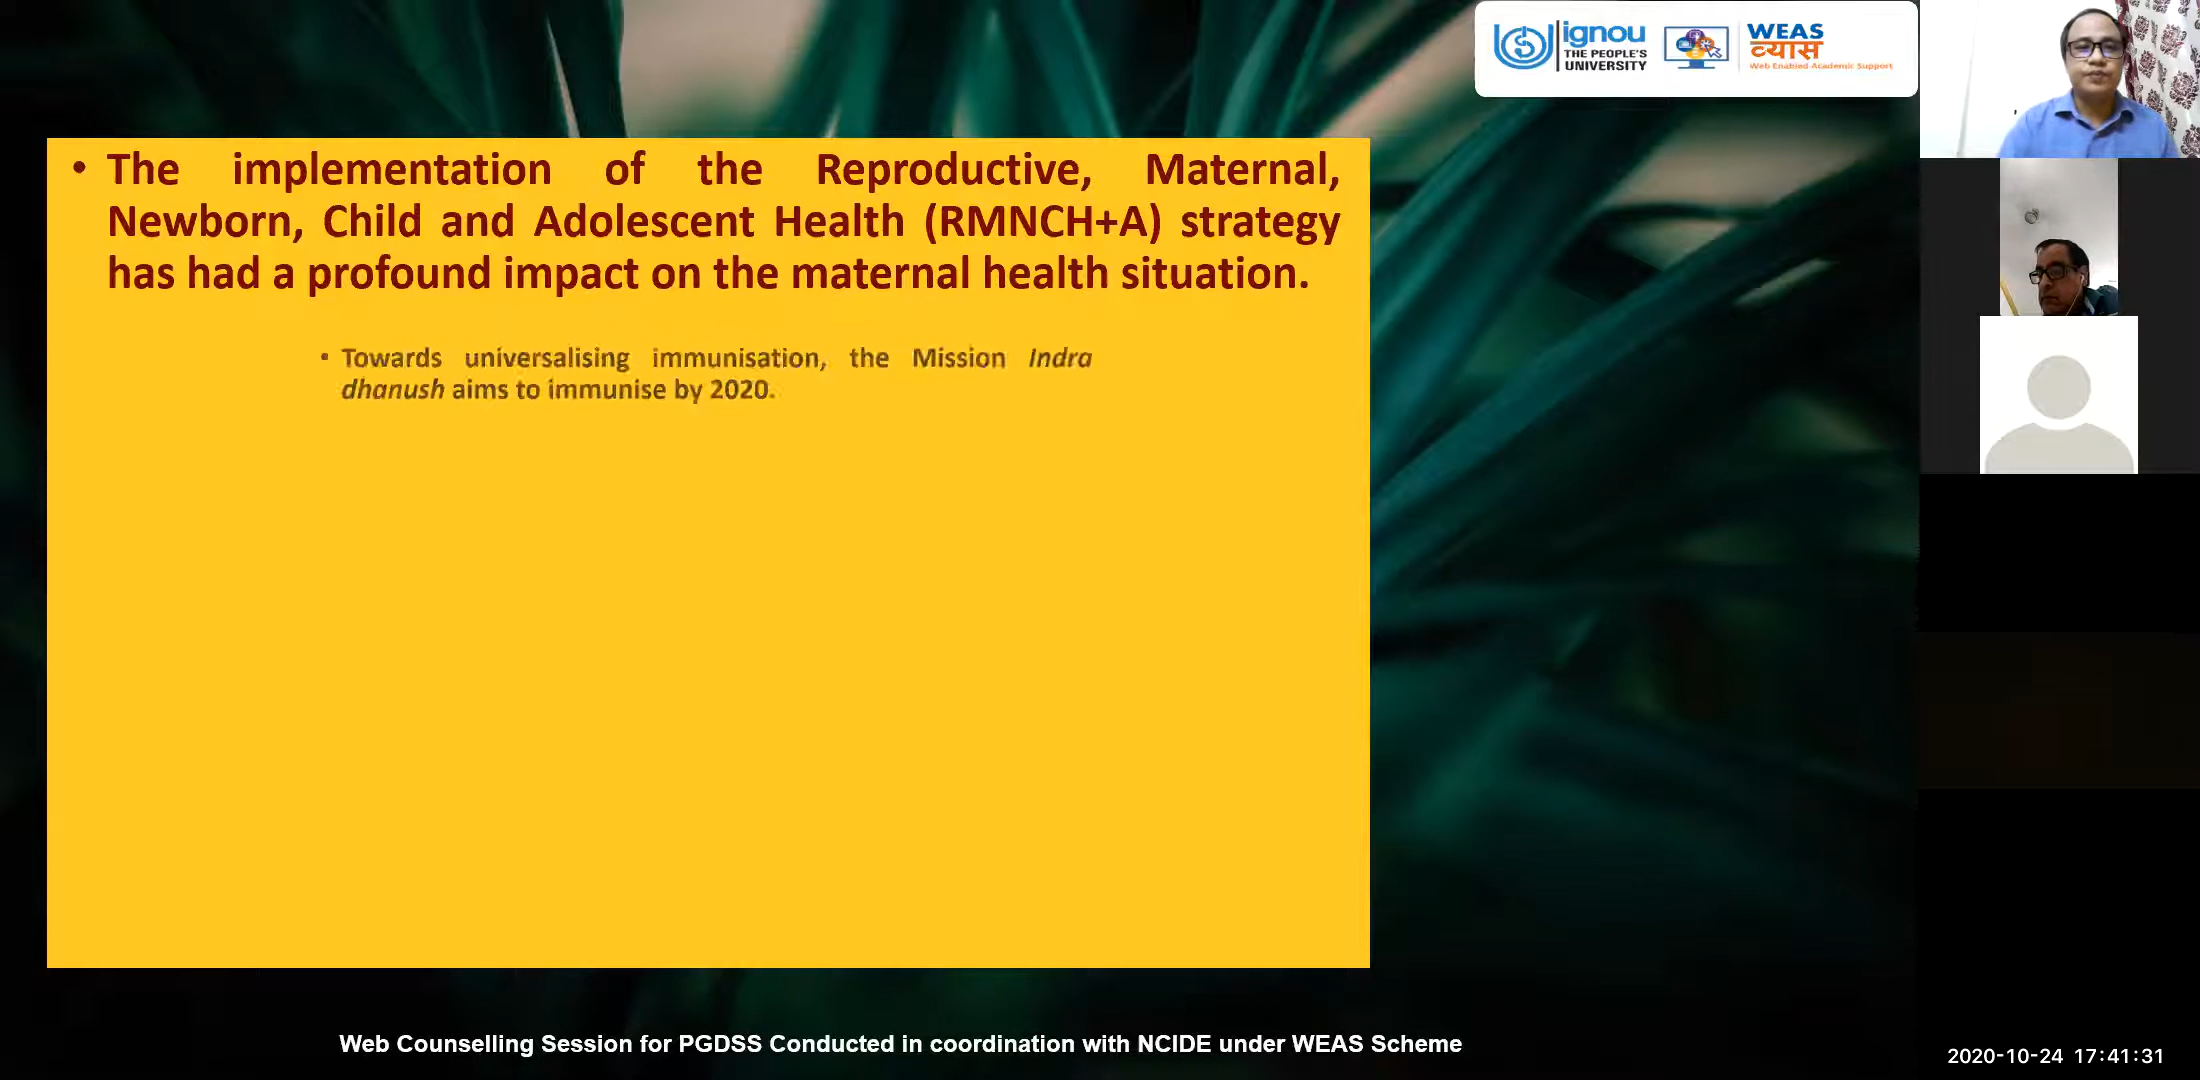 ignou
THE PEOPLE'S
UNIVERSITY
WEAS
व्यास
Web Enabled Academic Support
• The implementation of the Reproductive, Maternal,
Newborn, Child and Adolescent Health (RMNCH+A) strategy
has had a profound impact on the maternal health situation.
• Towards universalising immunisation, the Mission Indra
dhanush aims to immunise by 2020.
Web Counselling Session for PGDSS Conducted in coordination with NCIDE under WEAS Scheme
2020-10-24 17:41:31